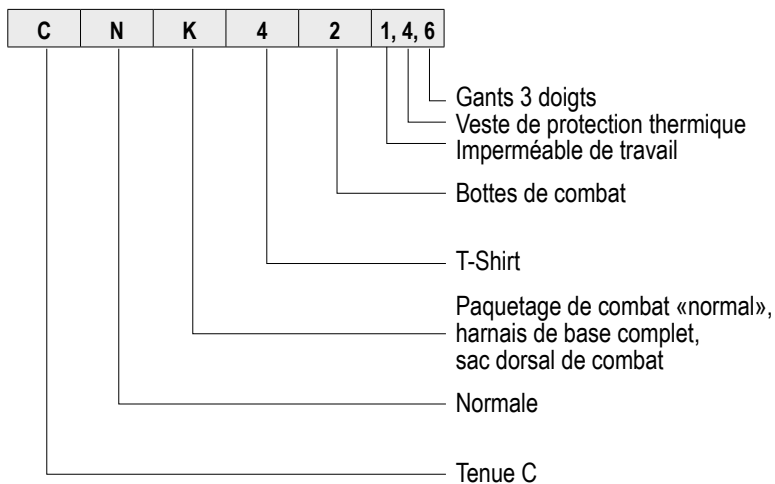 C N K 4 2 1, 4, 6
Gants 3 doigts
Veste de protection thermique
Imperméable de travail
Bottes de combat
T-Shirt
Paquetage de combat «normal»,
harnais de base complet,
sac dorsal de combat
Normale
Tenue C